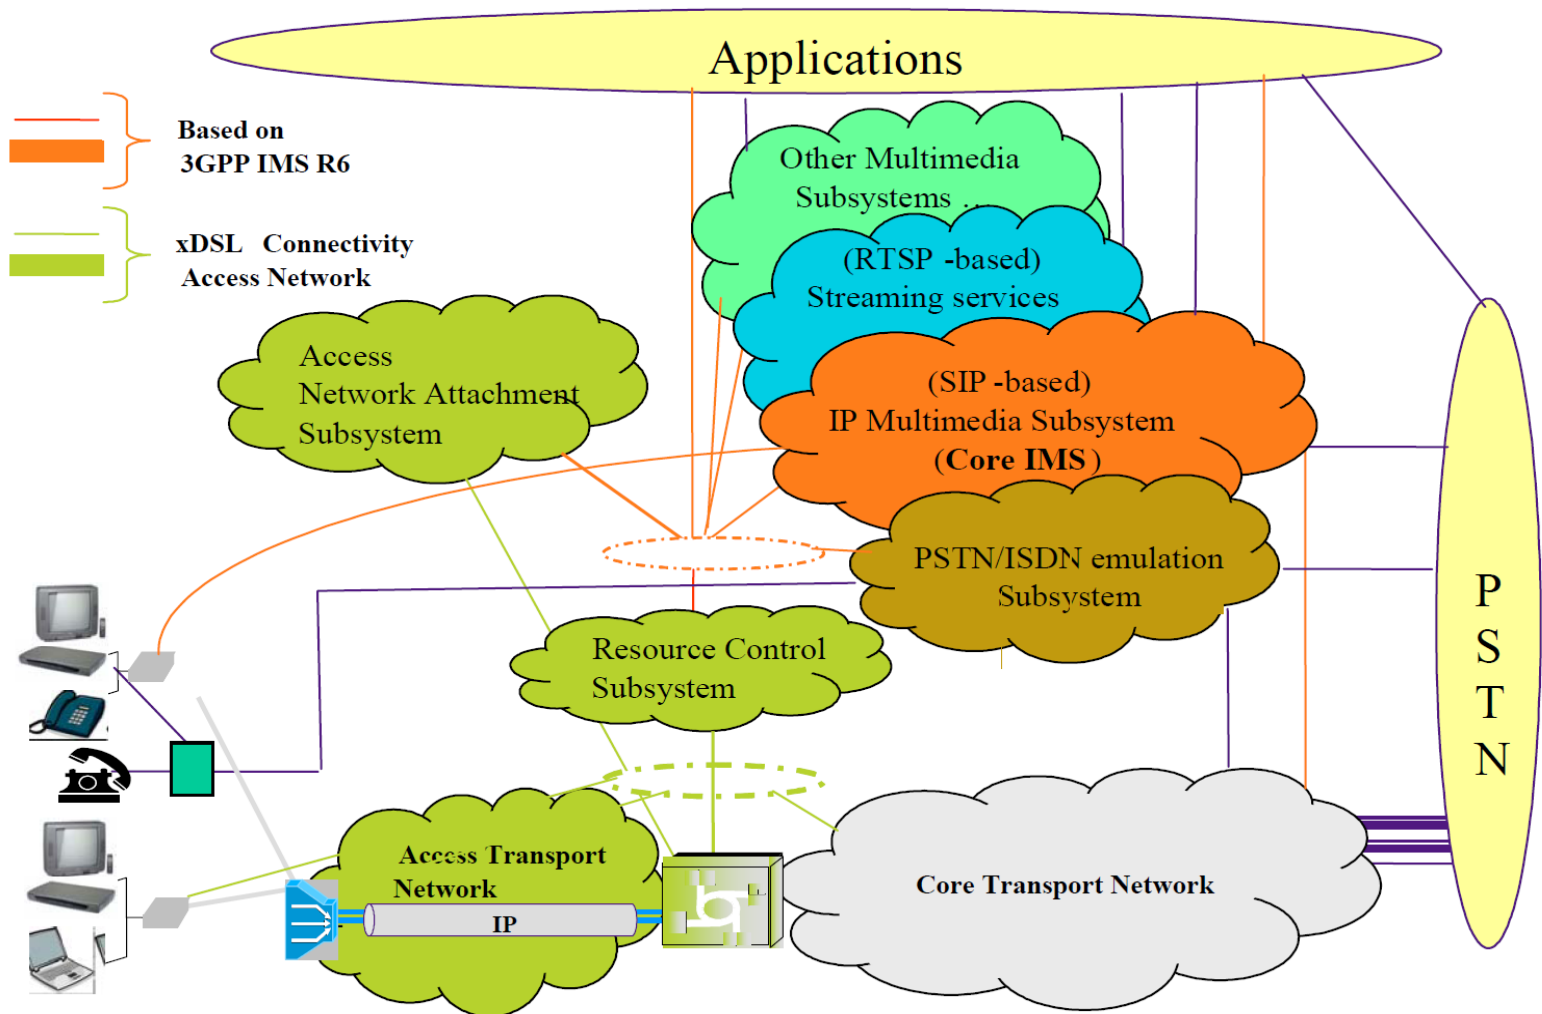 Applications
Based on
3GPP IMS R6
xDSL Connectivity
Access Network
Other Multimedia
Subsystems ...
(RTSP -based)
Streaming services
Access
Network Attachment
Subsystem
(SIP -based)
IP Multimedia Subsystem
(Core IMS)
PSTN/ISDN emulation
Subsystem
Resource Control
Subsystem
P
S
T
N
Access Transport
Network
IP
Core Transport Network